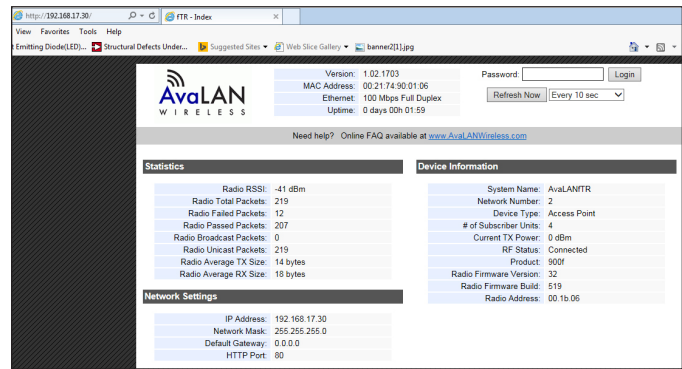 http://192.168.17.30/
fTR - Index
View Favorites Tools Help
t Emitting Diode(LED)... Structural Defects Under... Suggested Sites Web Slice Gallery banner2[1].jpg
AvaLAN
WIRELESS
Version: 1.02.1703
MAC Address: 00:21:74:90:01:06
Ethernet: 100 Mbps Full Duplex
Uptime: 0 days 00h 01:59
Password: Login
Refresh Now Every 10 sec
Need help? Online FAQ available at www.AvaLANWireless.com
Statistics
Radio RSSI: -41 dBm
Radio Total Packets: 219
Radio Failed Packets: 12
Radio Passed Packets: 207
Radio Broadcast Packets: 0
Radio Unicast Packets: 219
Radio Average TX Size: 14 bytes
Radio Average RX Size: 18 bytes
Network Settings
IP Address: 192.168.17.30
Network Mask: 255.255.255.0
Default Gateway: 0.0.0.0
HTTP Port: 80
Device Information
System Name: AvaLANfTR
Network Number: 2
Device Type: Access Point
# of Subscriber Units: 4
Current TX Power: 0 dBm
RF Status: Connected
Product: 900f
Radio Firmware Version: 32
Radio Firmware Build: 519
Radio Address: 00.1b.06